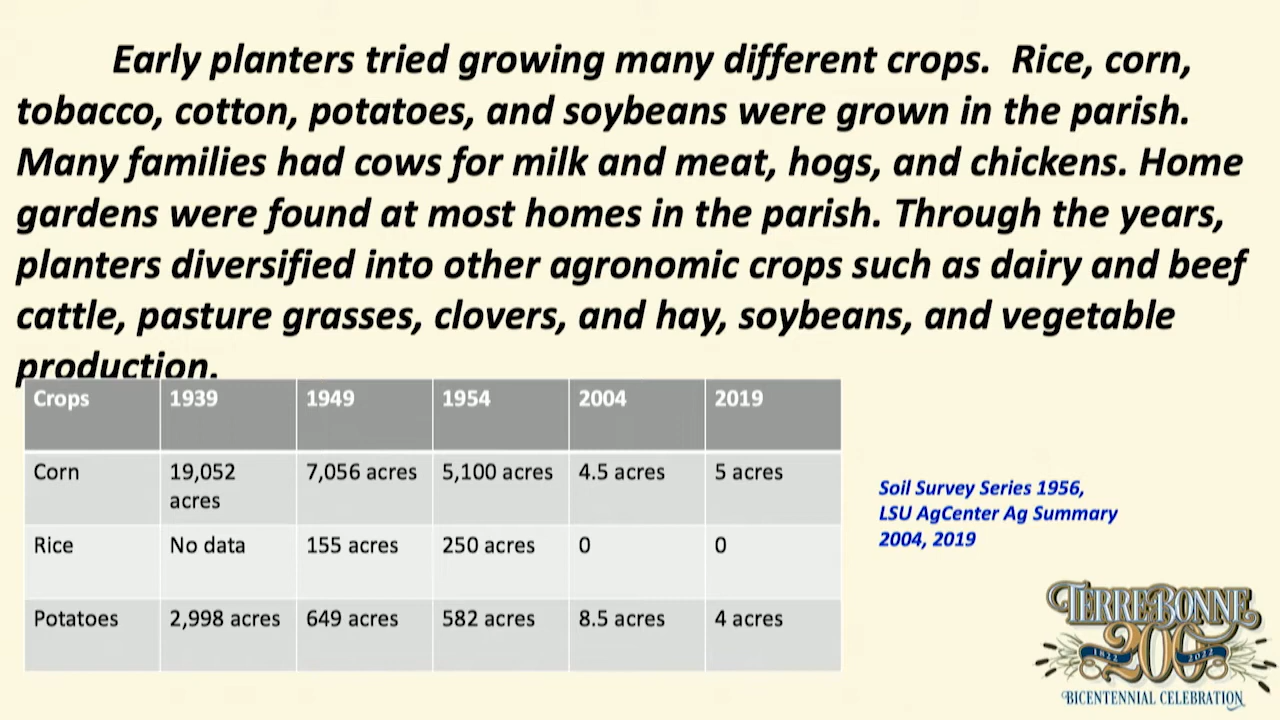 Early planters tried growing many different crops.  Rice, corn,
tobacco, cotton, potatoes, and soybeans were grown in the parish.
Many families had cows for milk and meat, hogs, and chickens. Home
gardens were found at most homes in the parish. Through the years,
planters diversified into other agronomic crops such as dairy and beef
cattle, pasture grasses, clovers, and hay, soybeans, and vegetable
production.
Crops 1939 1949 1954 2004 2019
Corn 19,052 acres 7,056 acres 5,100 acres 4.5 acres 5 acres
Rice No data 155 acres 250 acres 0 0
Potatoes 2,998 acres 649 acres 582 acres 8.5 acres 4 acres
Soil Survey Series 1956,
LSU AgCenter Ag Summary
2004, 2019
TERREBONNE
200
1822 2022
BICENTENNIAL CELEBRATION